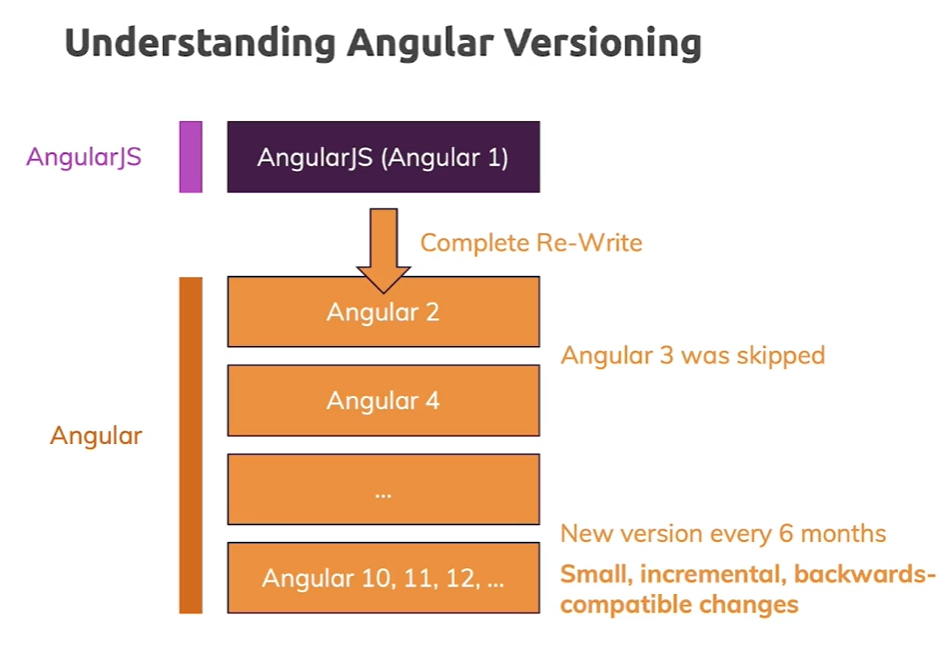 Understanding Angular Versioning
AngularJS
AngularJS (Angular 1)
Complete Re-Write
Angular 2
Angular 3 was skipped
Angular 4
Angular
...
New version every 6 months
Angular 10, 11, 12, ...
Small, incremental, backwards-
compatible changes